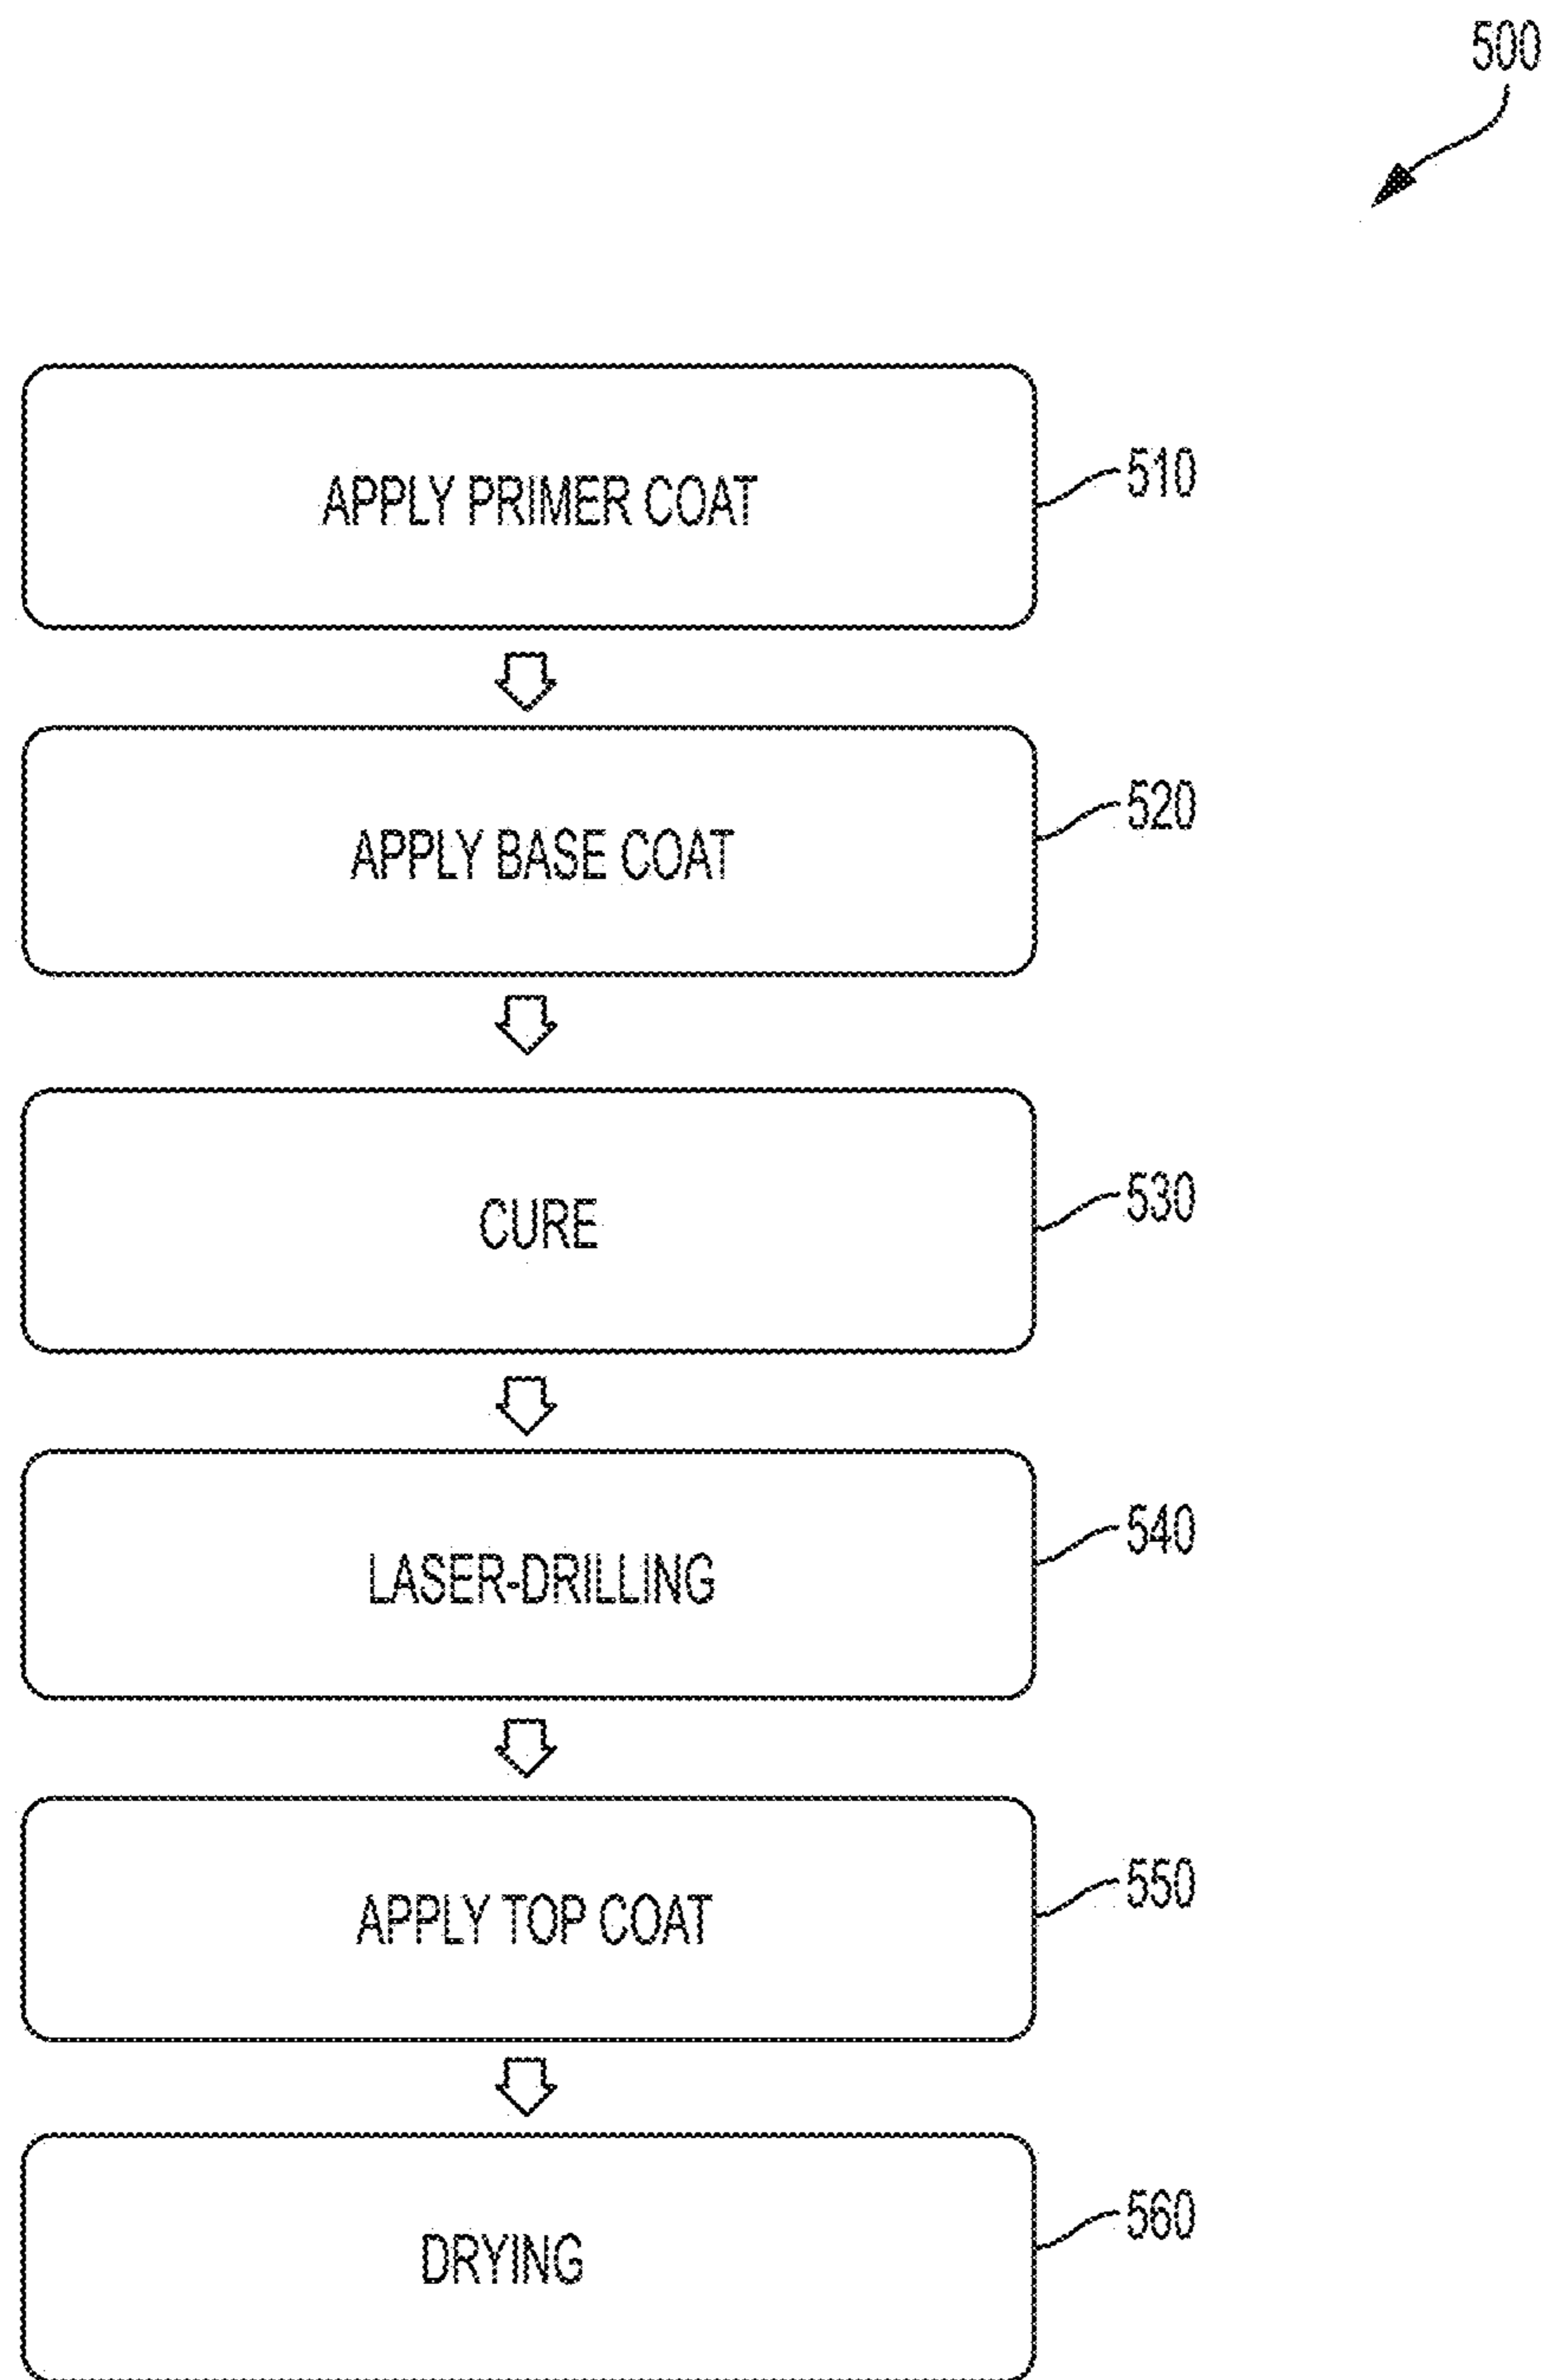 500
APPLY PRIMER COAT
510
APPLY BASE COAT
520
CURE
530
LASER-DRILLING
540
APPLY TOP COAT
550
DRYING
560